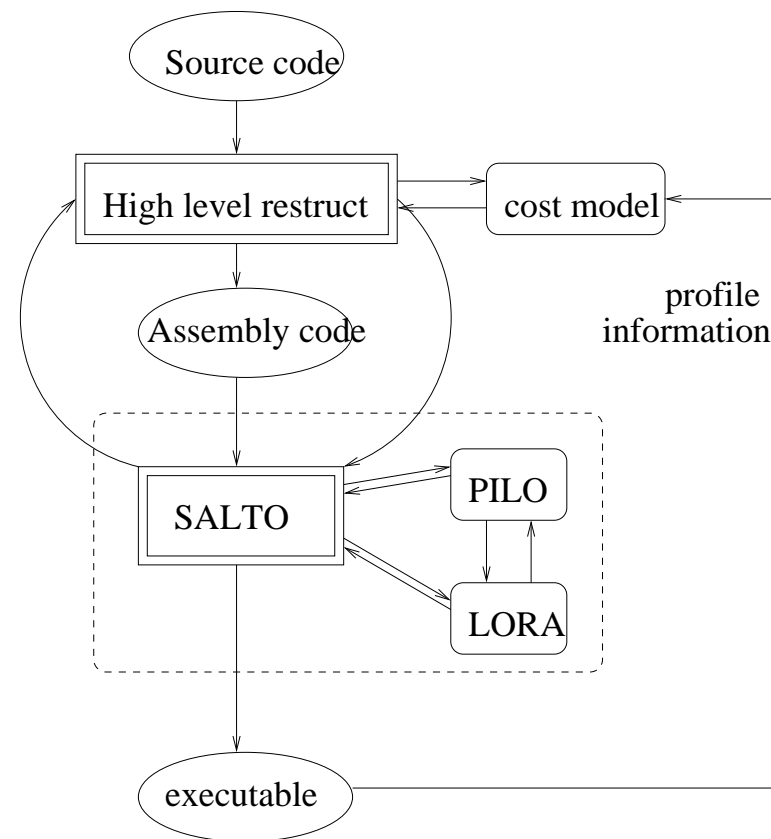 Source code
High level restruct
cost model
profile
information
Assembly code
SALTO
PILO
LORA
executable